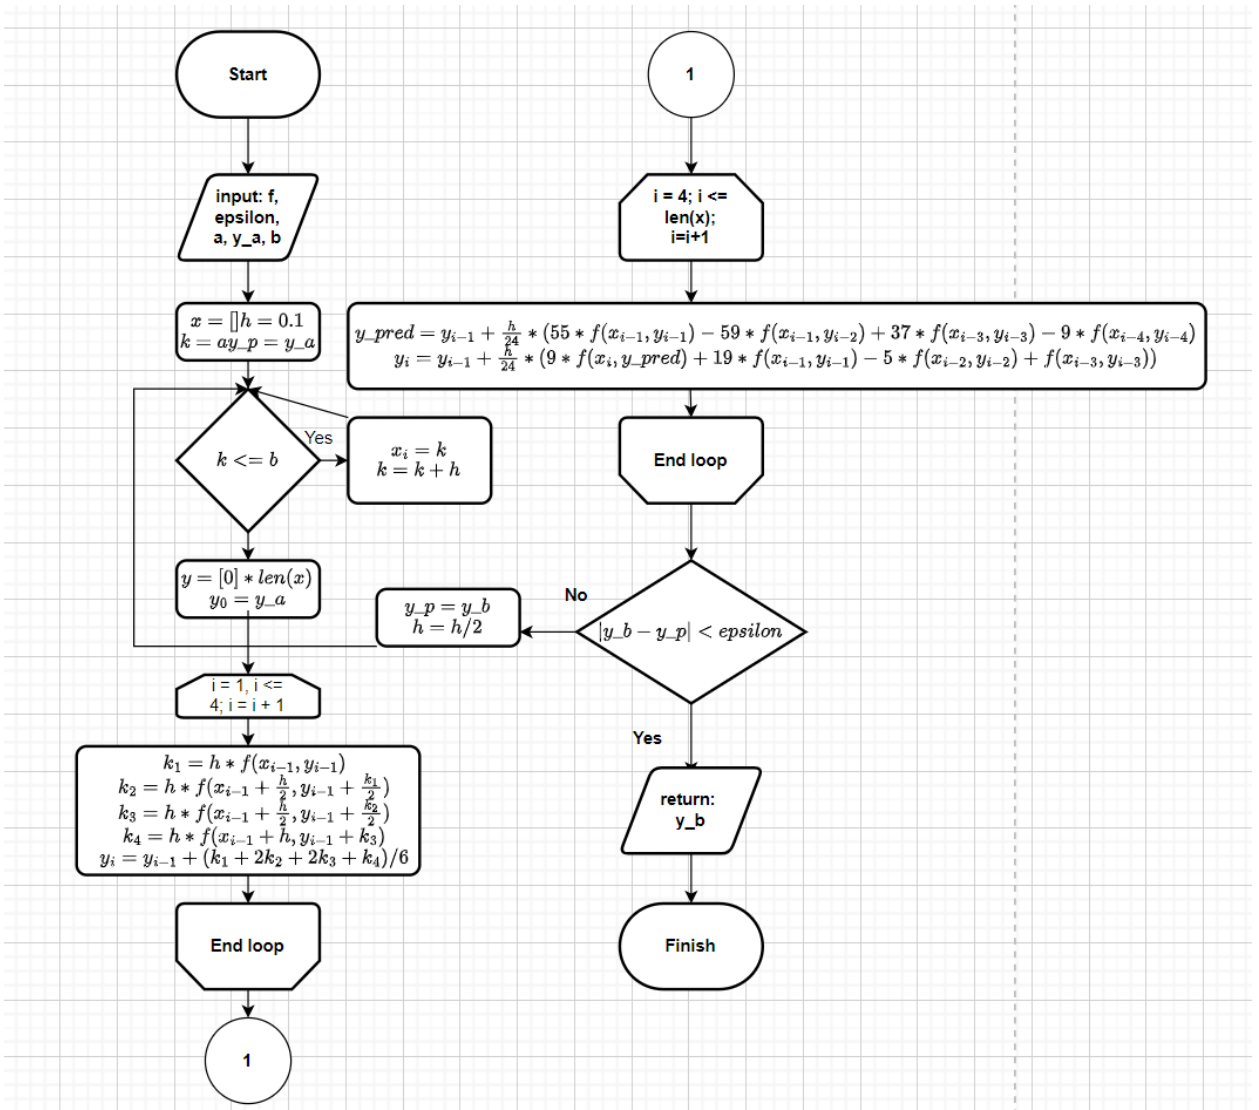 Start
input: f,
epsilon,
a, y_a, b
x = []h = 0.1
k = ay_p = y_a
k <= b
Yes
x_i = k
k = k + h
y = [0] * len(x)
y_0 = y_a
i = 1, i <=
4; i = i + 1
k_1 = h * f(x_{i−1}, y_{i−1})
k_2 = h * f(x_{i−1} + \frac{h}{2}, y_{i−1} + \frac{k_1}{2})
k_3 = h * f(x_{i−1} + \frac{h}{2}, y_{i−1} + \frac{k_2}{2})
k_4 = h * f(x_{i−1} + h, y_{i−1} + k_3)
y_i = y_{i−1} + (k_1 + 2k_2 + 2k_3 + k_4)/6
End loop
1
1
i = 4; i <=
len(x);
i=i+1
y_pred = y_{i−1} + \frac{h}{24} * (55 * f(x_{i−1}, y_{i−1}) − 59 * f(x_{i−1}, y_{i−2}) + 37 * f(x_{i−3}, y_{i−3}) − 9 * f(x_{i−4}, y_{i−4})
y_i = y_{i−1} + \frac{h}{24} * (9 * f(x_i, y_pred) + 19 * f(x_{i−1}, y_{i−1}) − 5 * f(x_{i−2}, y_{i−2}) + f(x_{i−3}, y_{i−3}))
End loop
|y_b − y_p| < epsilon
No
y_p = y_b
h = h/2
Yes
return:
y_b
Finish